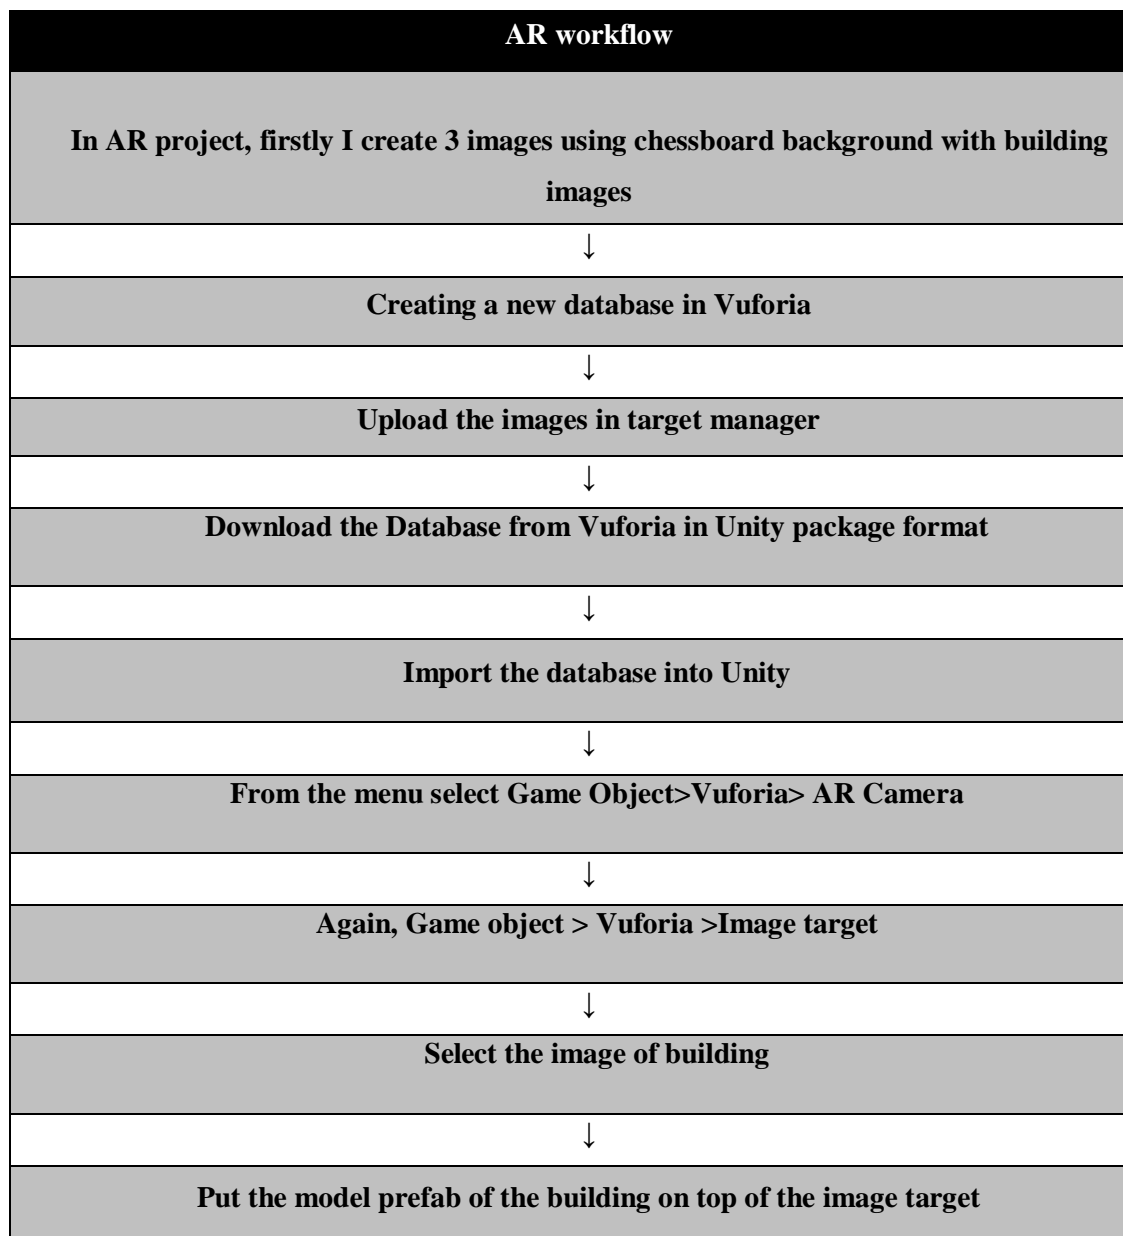 AR workflow
In AR project, firstly I create 3 images using chessboard background with building
images
↓
Creating a new database in Vuforia
↓
Upload the images in target manager
↓
Download the Database from Vuforia in Unity package format
↓
Import the database into Unity
↓
From the menu select Game Object>Vuforia> AR Camera
↓
Again, Game object > Vuforia >Image target
↓
Select the image of building
↓
Put the model prefab of the building on top of the image target